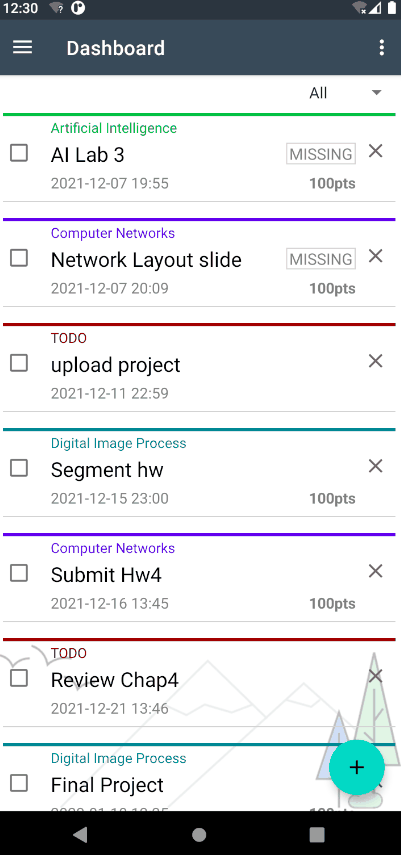 12:30
Dashboard
All
Artificial Intelligence
AI Lab 3
MISSING
2021-12-07 19:55
100pts
Computer Networks
Network Layout slide
MISSING
2021-12-07 20:09
100pts
TODO
upload project
2021-12-11 22:59
Digital Image Process
Segment hw
2021-12-15 23:00
100pts
Computer Networks
Submit Hw4
2021-12-16 13:45
100pts
TODO
Review Chap4
2021-12-21 13:46
Digital Image Process
Final Project